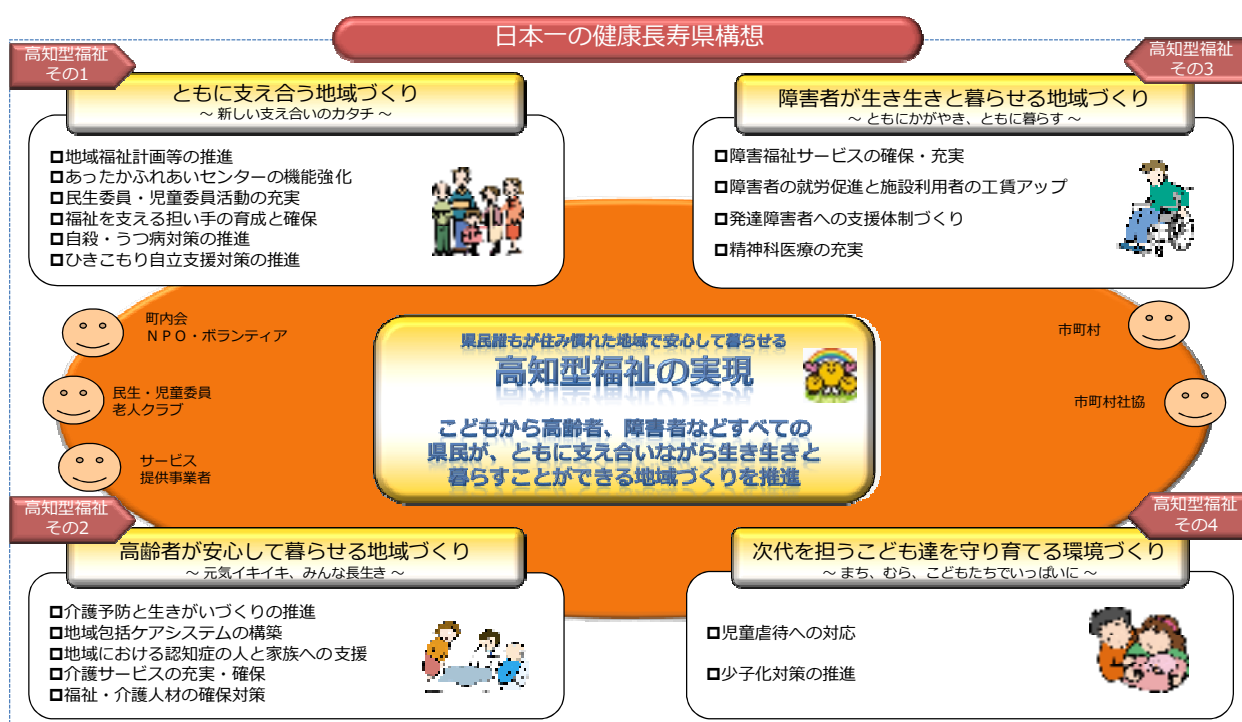 日本一の健康長寿県構想
高知型福祉
その1
ともに支え合う地域づくり
~ 新しい支え合いのカタチ ~
地域福祉計画等の推進
あったかふれあいセンターの機能強化
民生委員・児童委員活動の充実
福祉を支える担い手の育成と確保
自殺・うつ病対策の推進
ひきこもり自立支援対策の推進
高知型福祉
その3
障害者が生き生きと暮らせる地域づくり
~ ともにかがやき、ともに暮らす ~
障害福祉サービスの確保・充実
障害者の就労促進と施設利用者の工賃アップ
発達障害者への支援体制づくり
精神科医療の充実
町内会
NPO・ボランティア
民生・児童委員
老人クラブ
サービス
提供事業者
県民誰もが住み慣れた地域で安心して暮らせる
高知型福祉の実現
こどもから高齢者、障害者などすべての
県民が、ともに支え合いながら生き生きと
暮らすことができる地域づくりを推進
市町村
市町村社協
高知型福祉
その2
高齢者が安心して暮らせる地域づくり
~ 元気イキイキ、みんな長生き ~
介護予防と生きがいづくりの推進
地域包括ケアシステムの構築
地域における認知症の人と家族への支援
介護サービスの充実・確保
福祉・介護人材の確保対策
高知型福祉
その4
次代を担うこども達を守り育てる環境づくり
~ まち、むら、こどもたちでいっぱいに ~
児童虐待への対応
少子化対策の推進